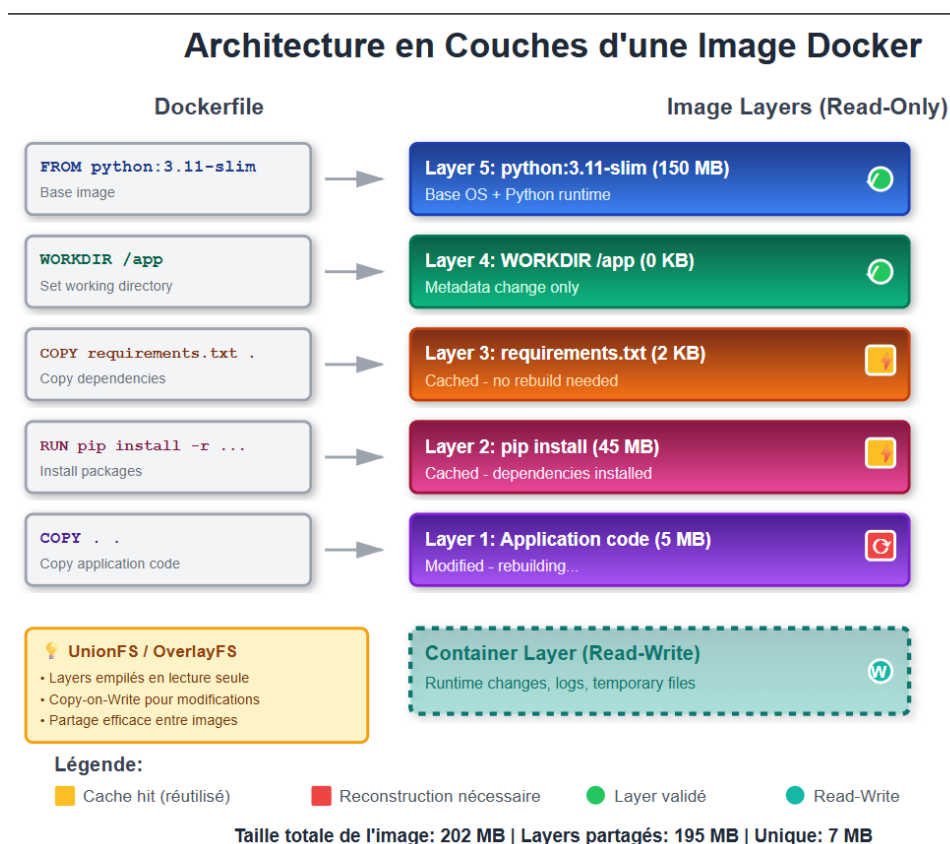 Architecture en Couches d'une Image Docker
Dockerfile
Image Layers (Read-Only)
FROM python:3.11-slim
Base image
Layer 5: python:3.11-slim (150 MB)
Base OS + Python runtime
WORKDIR /app
Set working directory
Layer 4: WORKDIR /app (0 KB)
Metadata change only
COPY requirements.txt .
Copy dependencies
Layer 3: requirements.txt (2 KB)
Cached - no rebuild needed
RUN pip install -r ...
Install packages
Layer 2: pip install (45 MB)
Cached - dependencies installed
COPY . .
Copy application code
Layer 1: Application code (5 MB)
Modified - rebuilding...
UnionFS / OverlayFS
• Layers empilés en lecture seule
• Copy-on-Write pour modifications
• Partage efficace entre images
Container Layer (Read-Write)
Runtime changes, logs, temporary files
W
Légende:
Cache hit (réutilisé)
Reconstruction nécessaire
Layer validé
Read-Write
Taille totale de l'image: 202 MB | Layers partagés: 195 MB | Unique: 7 MB